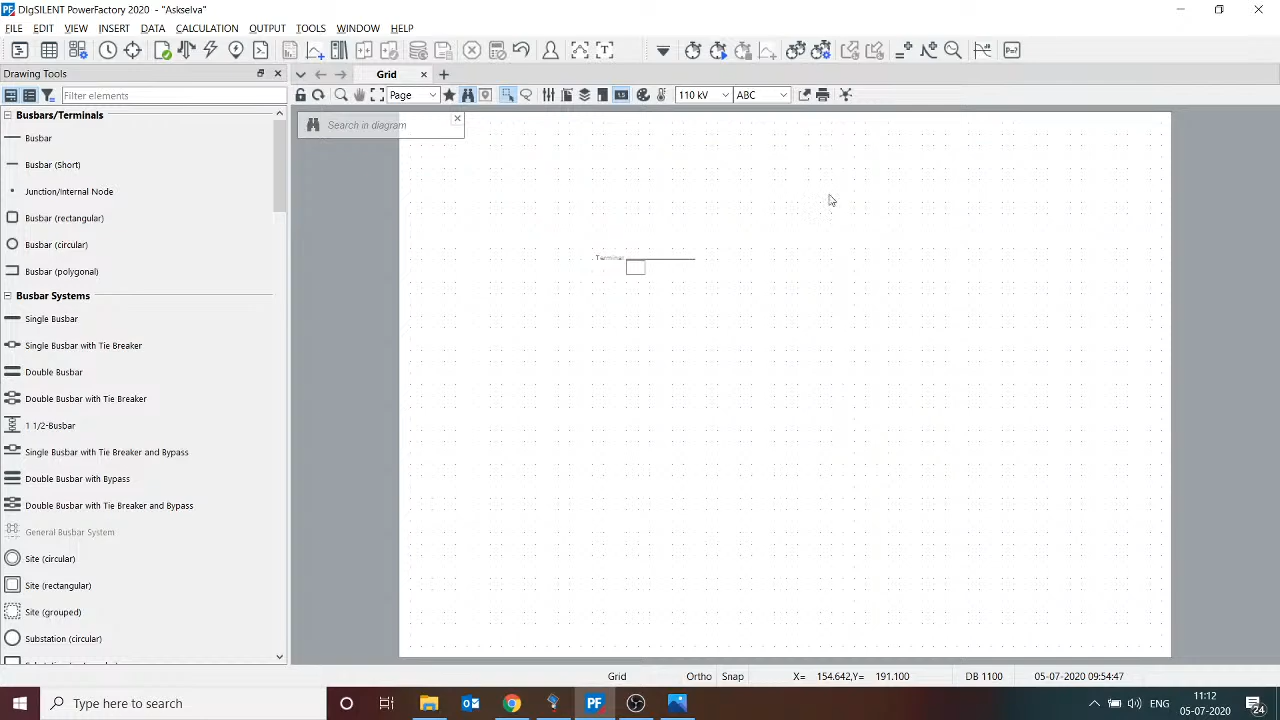 DIgSILENT PowerFactory 2020 - "Askselva"
FILE EDIT VIEW INSERT DATA CALCULATION OUTPUT TOOLS WINDOW HELP
Drawing Tools
Grid
Filter elements
Page
1.5
110 kV
ABC
Busbars/Terminals
Search in diagram
Busbar
Busbar (Short)
Junction/Internal Node
Busbar (rectangular)
Busbar (circular)
Terminal
Busbar (polygonal)
Busbar Systems
Single Busbar
Single Busbar with Tie Breaker
Double Busbar
Double Busbar with Tie Breaker
1 1/2-Busbar
Single Busbar with Tie Breaker and Bypass
Double Busbar with Bypass
Double Busbar with Tie Breaker and Bypass
General Busbar System
Site (circular)
Site (rectangular)
Site (grouped)
Substation (circular)
Grid Ortho Snap X= 154.642,Y= 191.100 DB 1100 05-07-2020 09:54:47
Type here to search
PF
ENG
11:12
05-07-2020
24